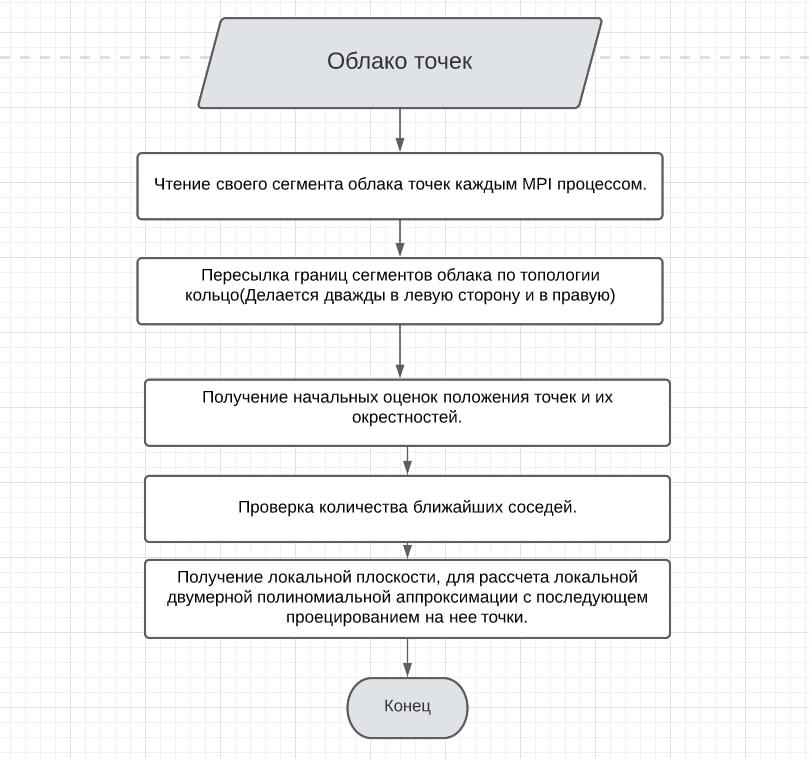 Облако точек
Чтение своего сегмента облака точек каждым MPI процессом.
Пересылка границ сегментов облака по топологии
кольцо(Делается дважды в левую сторону и в правую)
Получение начальных оценок положения точек и их
окрестностей.
Проверка количества ближайших соседей.
Получение локальной плоскости, для рассчета локальной
двумерной полиномиальной аппроксимации с последующем
проецированием на нее точки.
Конец